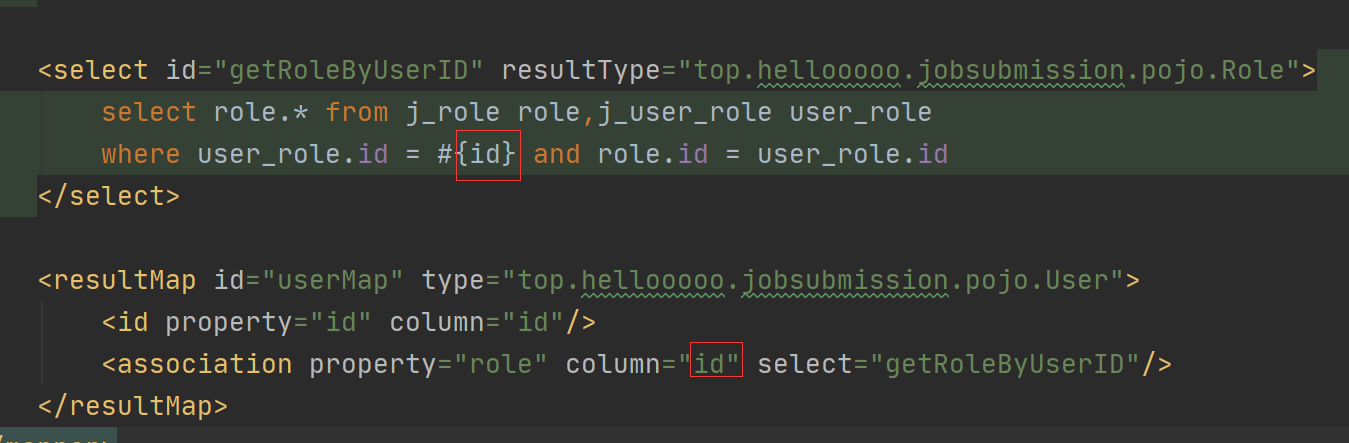 <select id="getRoleByUserID" resultType="top.hellooooo.jobsubmission.pojo.Role">
select role.* from j_role role,j_user_role user_role
where user_role.id = #{id} and role.id = user_role.id
</select>
<resultMap id="userMap" type="top.hellooooo.jobsubmission.pojo.User">
<id property="id" column="id"/>
<association property="role" column="id" select="getRoleByUserID"/>
</resultMap>